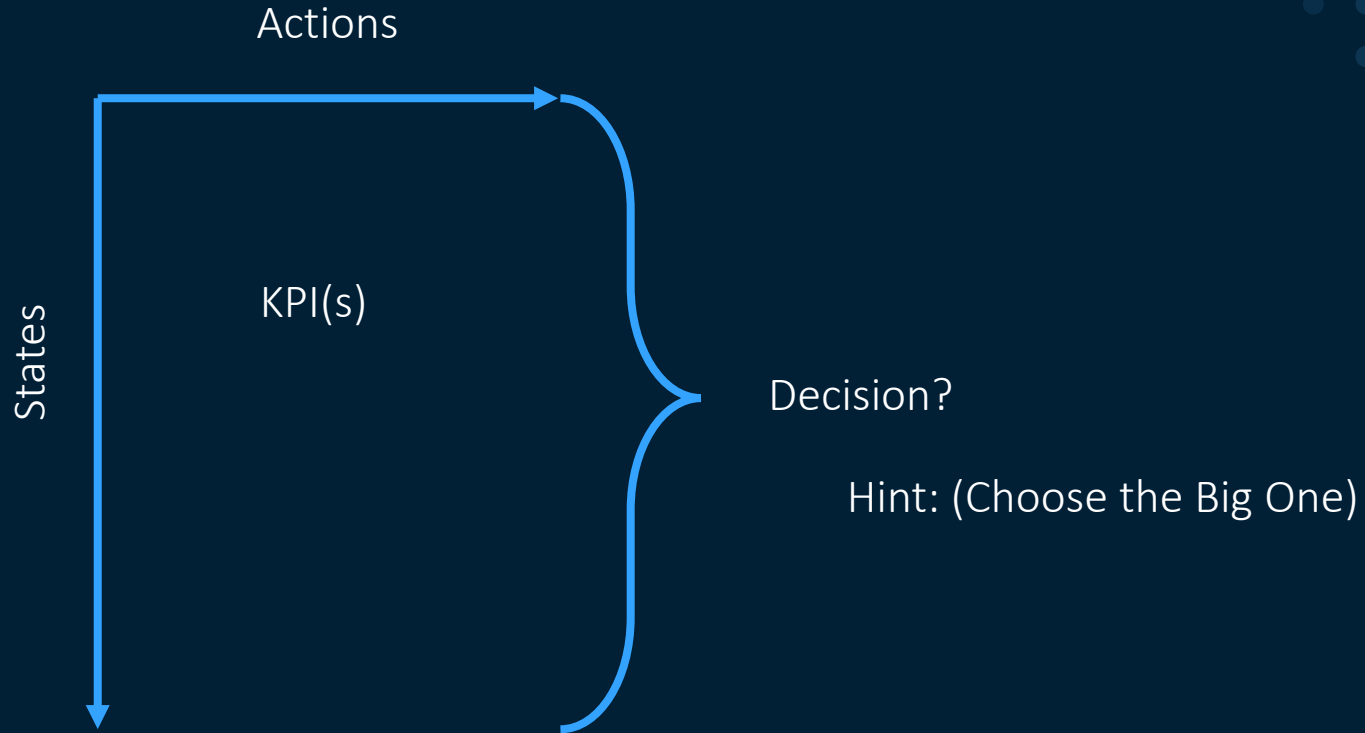 Actions
States
KPI(s)
Decision?
Hint: (Choose the Big One)